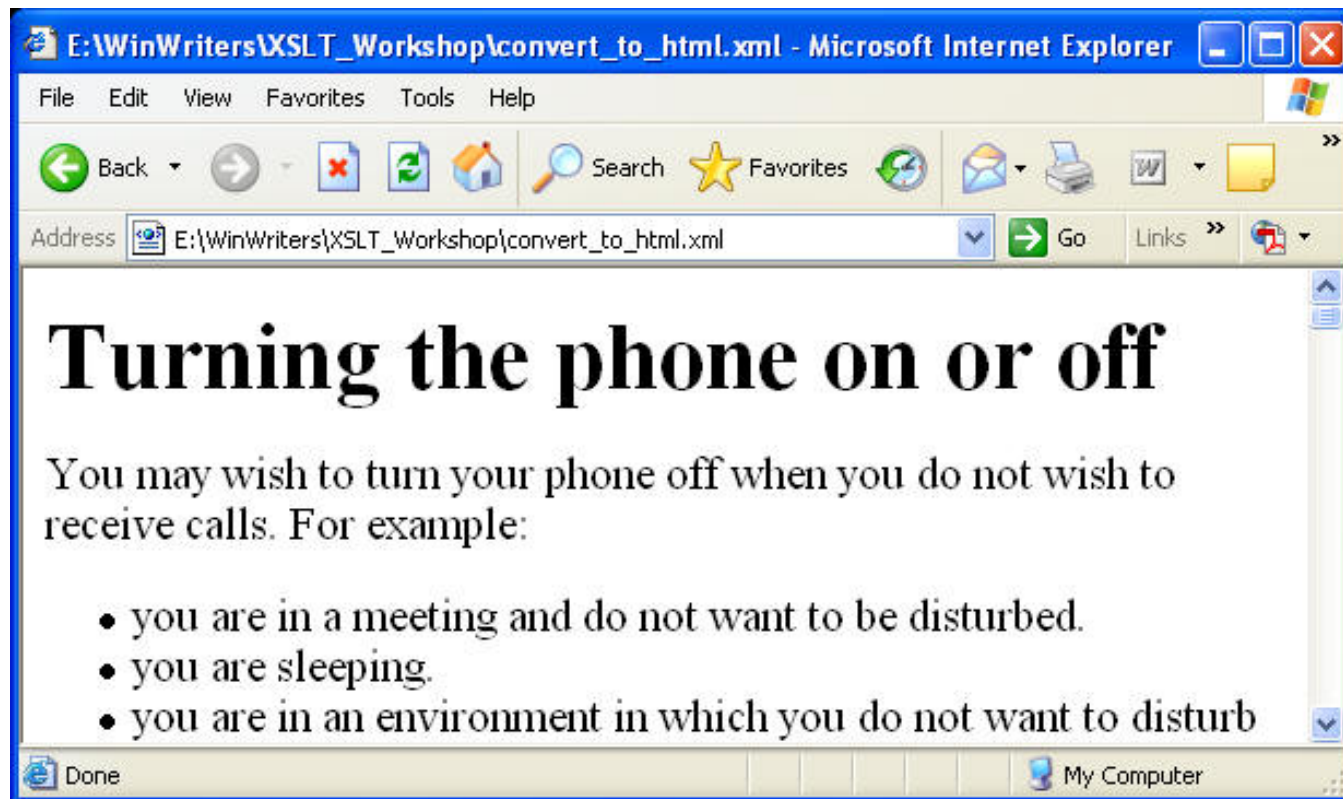 E:\WinWriters\XSLT_Workshop\convert_to_html.xml - Microsoft Internet Explorer
File Edit View Favorites Tools Help
Back Search Favorites W »
Address E:\WinWriters\XSLT_Workshop\convert_to_html.xml Go Links »
Turning the phone on or off
You may wish to turn your phone off when you do not wish to
receive calls. For example:
• you are in a meeting and do not want to be disturbed.
• you are sleeping.
• you are in an environment in which you do not want to disturb
Done My Computer